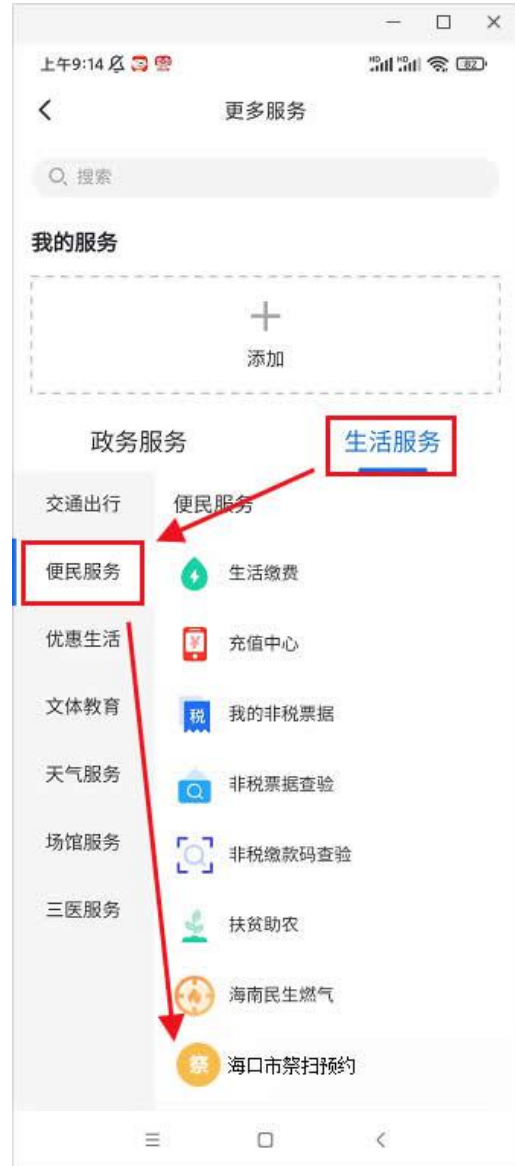 上午9:14
HD HD 82
更多服务
搜索
我的服务
添加
政务服务 生活服务
交通出行 便民服务
便民服务 生活缴费
优惠生活 ¥ 充值中心
文体教育 税 我的非税票据
天气服务 非税票据查验
场馆服务 非税缴款码查验
三医服务 扶贫助农
海南民生燃气
祭 海口市祭扫预约